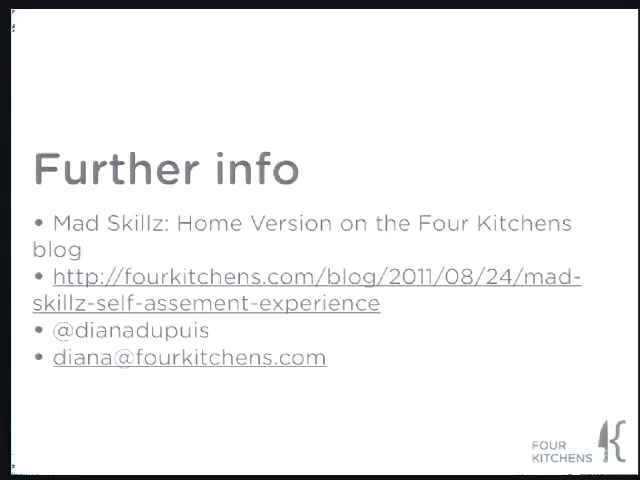 Further info
• Mad Skillz: Home Version on the Four Kitchens
blog
• http://fourkitchens.com/blog/2011/08/24/mad-
skillz-self-assement-experience
• @dianadupuis
• diana@fourkitchens.com
FOUR
KITCHENS